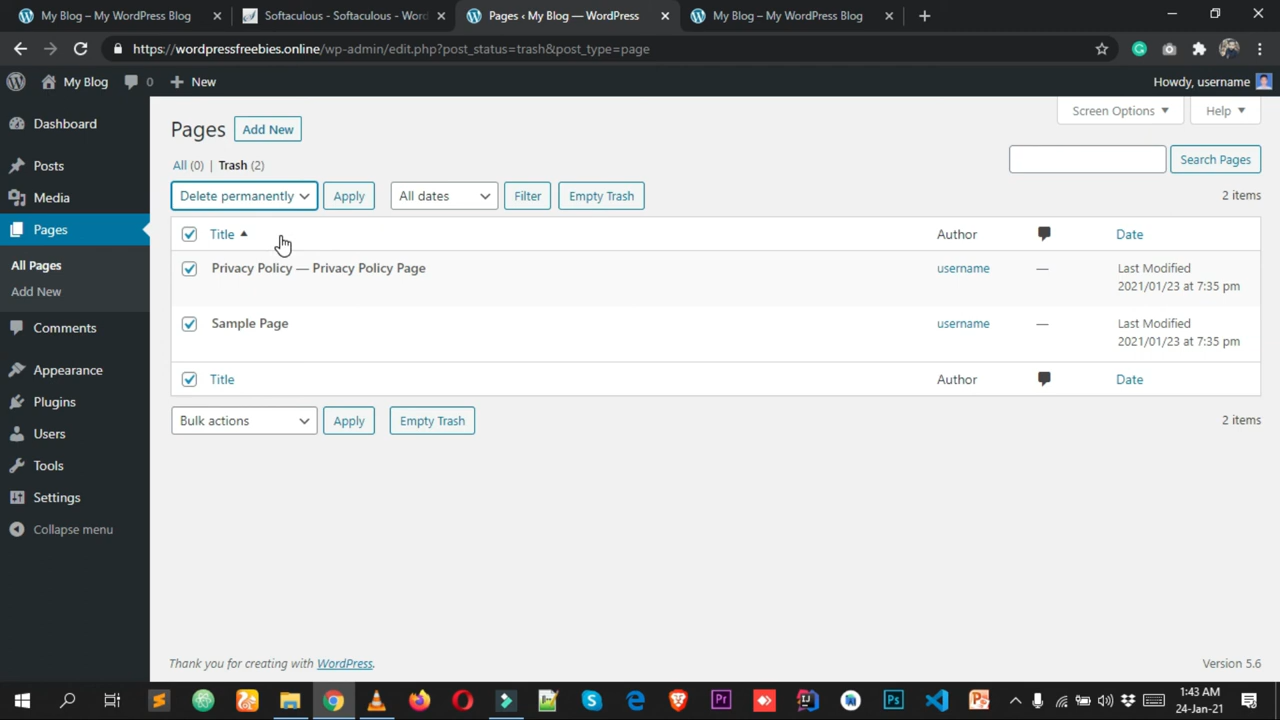 My Blog – My WordPress Blog
Softaculous - Softaculous - Word
Pages ‹ My Blog — WordPress
My Blog – My WordPress Blog
https://wordpressfreebies.online/wp-admin/edit.php?post_status=trash&post_type=page
My Blog
0
New
Howdy, username
Dashboard
Posts
Media
Pages
All Pages
Add New
Comments
Appearance
Plugins
Users
Tools
Settings
Collapse menu
Screen Options
Help
Pages
Add New
All (0) | Trash (2)
Search Pages
Delete permanently
Apply
All dates
Filter
Empty Trash
2 items
Title
Author
Date
Privacy Policy — Privacy Policy Page
username
—
Last Modified
2021/01/23 at 7:35 pm
Sample Page
username
—
Last Modified
2021/01/23 at 7:35 pm
Title
Author
Date
Bulk actions
Apply
Empty Trash
2 items
Thank you for creating with WordPress.
Version 5.6
Pr
Ps
1:43 AM
24-Jan-21